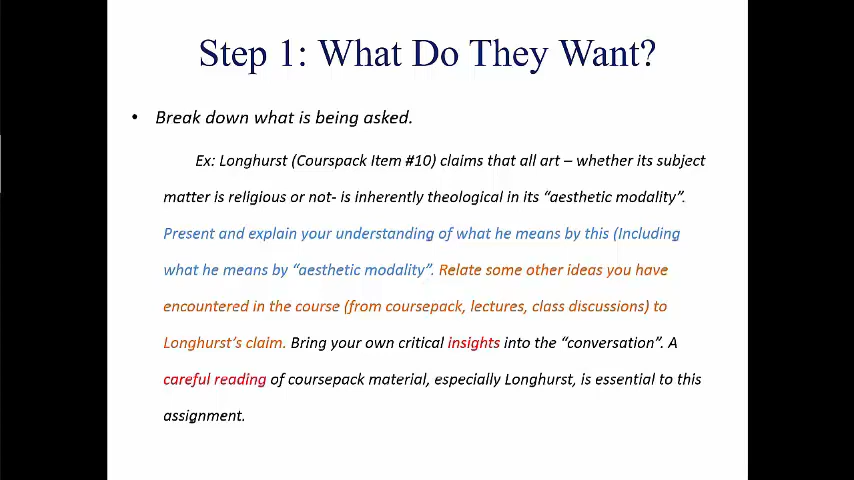 Step 1: What Do They Want?
• Break down what is being asked.
Ex: Longhurst (Courspack Item #10) claims that all art – whether its subject
matter is religious or not- is inherently theological in its “aesthetic modality”.
Present and explain your understanding of what he means by this (Including
what he means by “aesthetic modality”. Relate some other ideas you have
encountered in the course (from coursepack, lectures, class discussions) to
Longhurst’s claim. Bring your own critical insights into the “conversation”. A
careful reading of coursepack material, especially Longhurst, is essential to this
assignment.